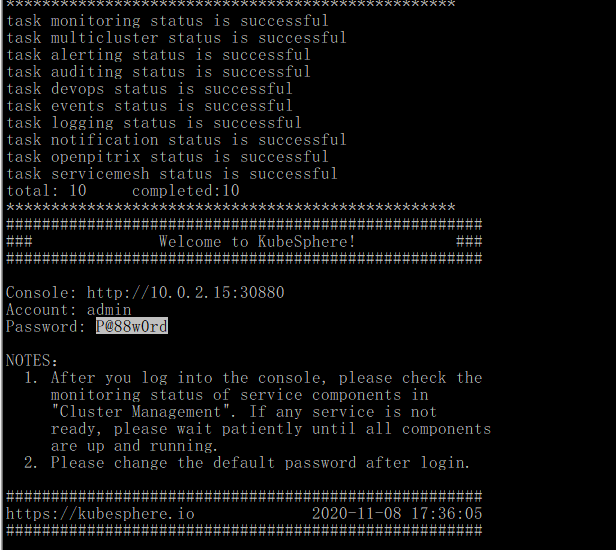 **************************************************
task monitoring status is successful
task multicluster status is successful
task alerting status is successful
task auditing status is successful
task devops status is successful
task events status is successful
task logging status is successful
task notification status is successful
task openpitrix status is successful
task servicemesh status is successful
total: 10     completed:10
**************************************************
#####################################################
###              Welcome to KubeSphere!           ###
#####################################################
Console: http://10.0.2.15:30880
Account: admin
Password: P@88w0rd
NOTES:
  1. After you log into the console, please check the
     monitoring status of service components in
     "Cluster Management". If any service is not
     ready, please wait patiently until all components
     are up and running.
  2. Please change the default password after login.
#####################################################
https://kubesphere.io             2020-11-08 17:36:05
#####################################################